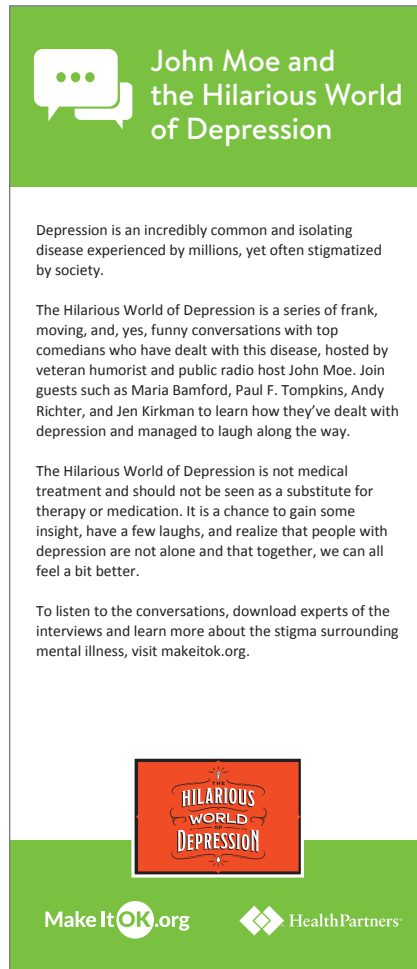 John Moe and
the Hilarious World
of Depression
Depression is an incredibly common and isolating
disease experienced by millions, yet often stigmatized
by society.
The Hilarious World of Depression is a series of frank,
moving, and, yes, funny conversations with top
comedians who have dealt with this disease, hosted by
veteran humorist and public radio host John Moe. Join
guests such as Maria Bamford, Paul F. Tompkins, Andy
Richter, and Jen Kirkman to learn how they’ve dealt with
depression and managed to laugh along the way.
The Hilarious World of Depression is not medical
treatment and should not be seen as a substitute for
therapy or medication. It is a chance to gain some
insight, have a few laughs, and realize that people with
depression are not alone and that together, we can all
feel a bit better.
To listen to the conversations, download experts of the
interviews and learn more about the stigma surrounding
mental illness, visit makeitok.org.
THE
HILARIOUS
WORLD
OF
DEPRESSION
Make It OK.org
HealthPartners